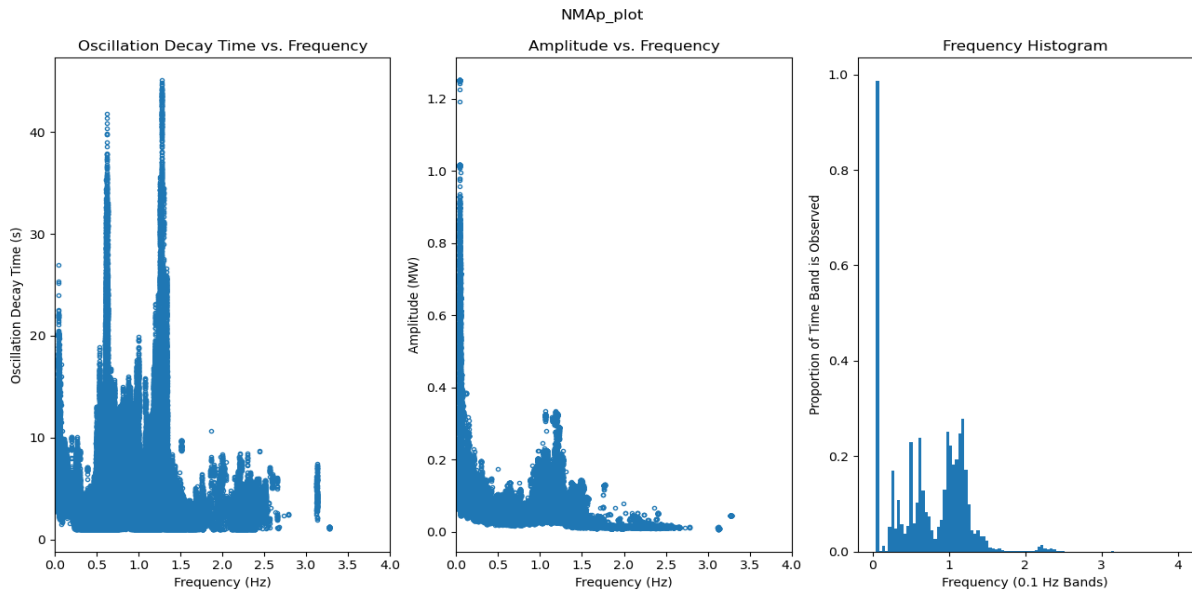 NMAp_plot
Oscillation Decay Time vs. Frequency
Oscillation Decay Time (s)
40
30
20
10
0
0.0 0.5 1.0 1.5 2.0 2.5 3.0 3.5 4.0
Frequency (Hz)
Amplitude vs. Frequency
Amplitude (MW)
1.2
1.0
0.8
0.6
0.4
0.2
0.0
0.0 0.5 1.0 1.5 2.0 2.5 3.0 3.5 4.0
Frequency (Hz)
Frequency Histogram
Proportion of Time Band is Observed
1.0
0.8
0.6
0.4
0.2
0.0
0 1 2 3 4
Frequency (0.1 Hz Bands)